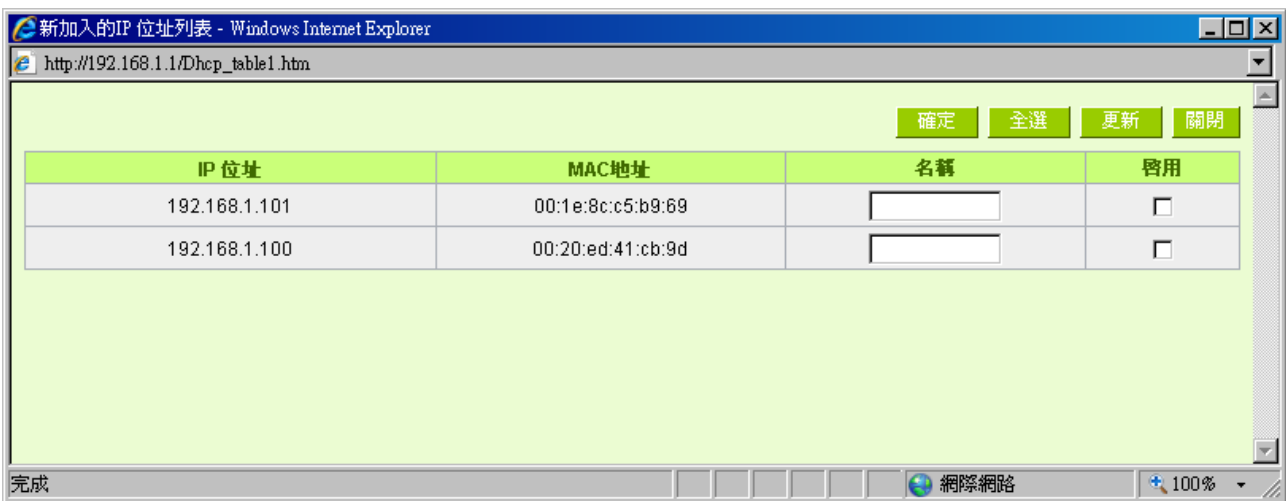 新加入的IP 位址列表 - Windows Internet Explorer
http://192.168.1.1/Dhcp_table1.htm
確定 全選 更新 關閉
IP 位址 MAC地址 名稱 啓用
192.168.1.101 00:1e:8c:c5:b9:69
192.168.1.100 00:20:ed:41:cb:9d
完成 網際網路 100%